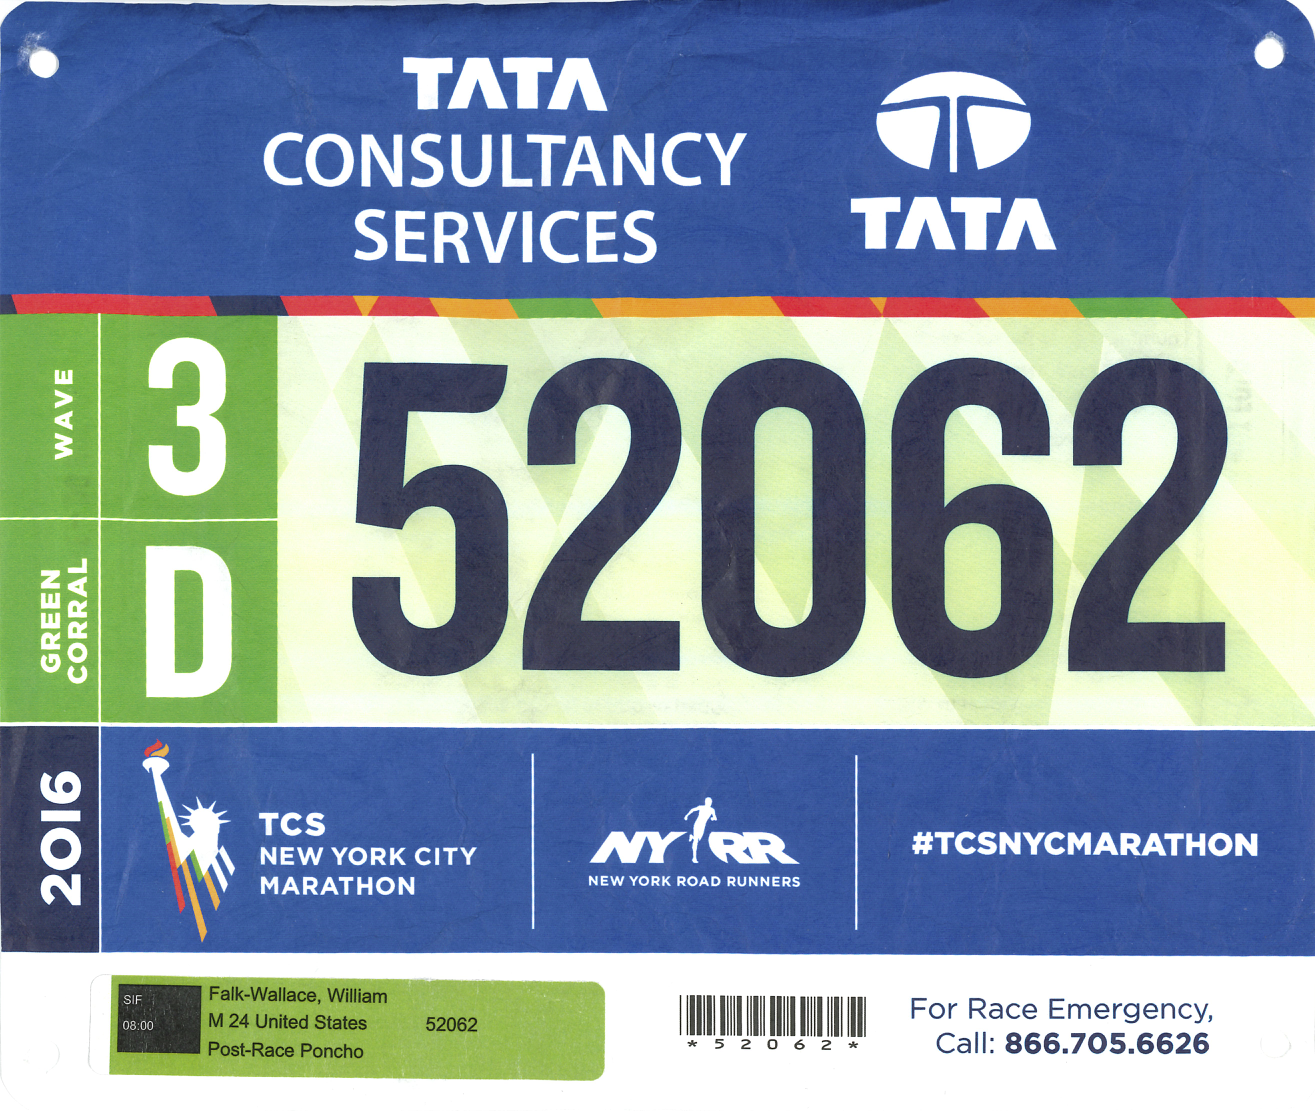 TATA
CONSULTANCY
SERVICES
TATA
WAVE
3
52062
GREEN
CORRAL
D
2016
TCS
NEW YORK CITY
MARATHON
NYRR
NEW YORK ROAD RUNNERS
#TCSNYCMARATHON
SIF
08:00
Falk-Wallace, William
M 24 United States
52062
Post-Race Poncho
*52062*
For Race Emergency,
Call: 866.705.6626